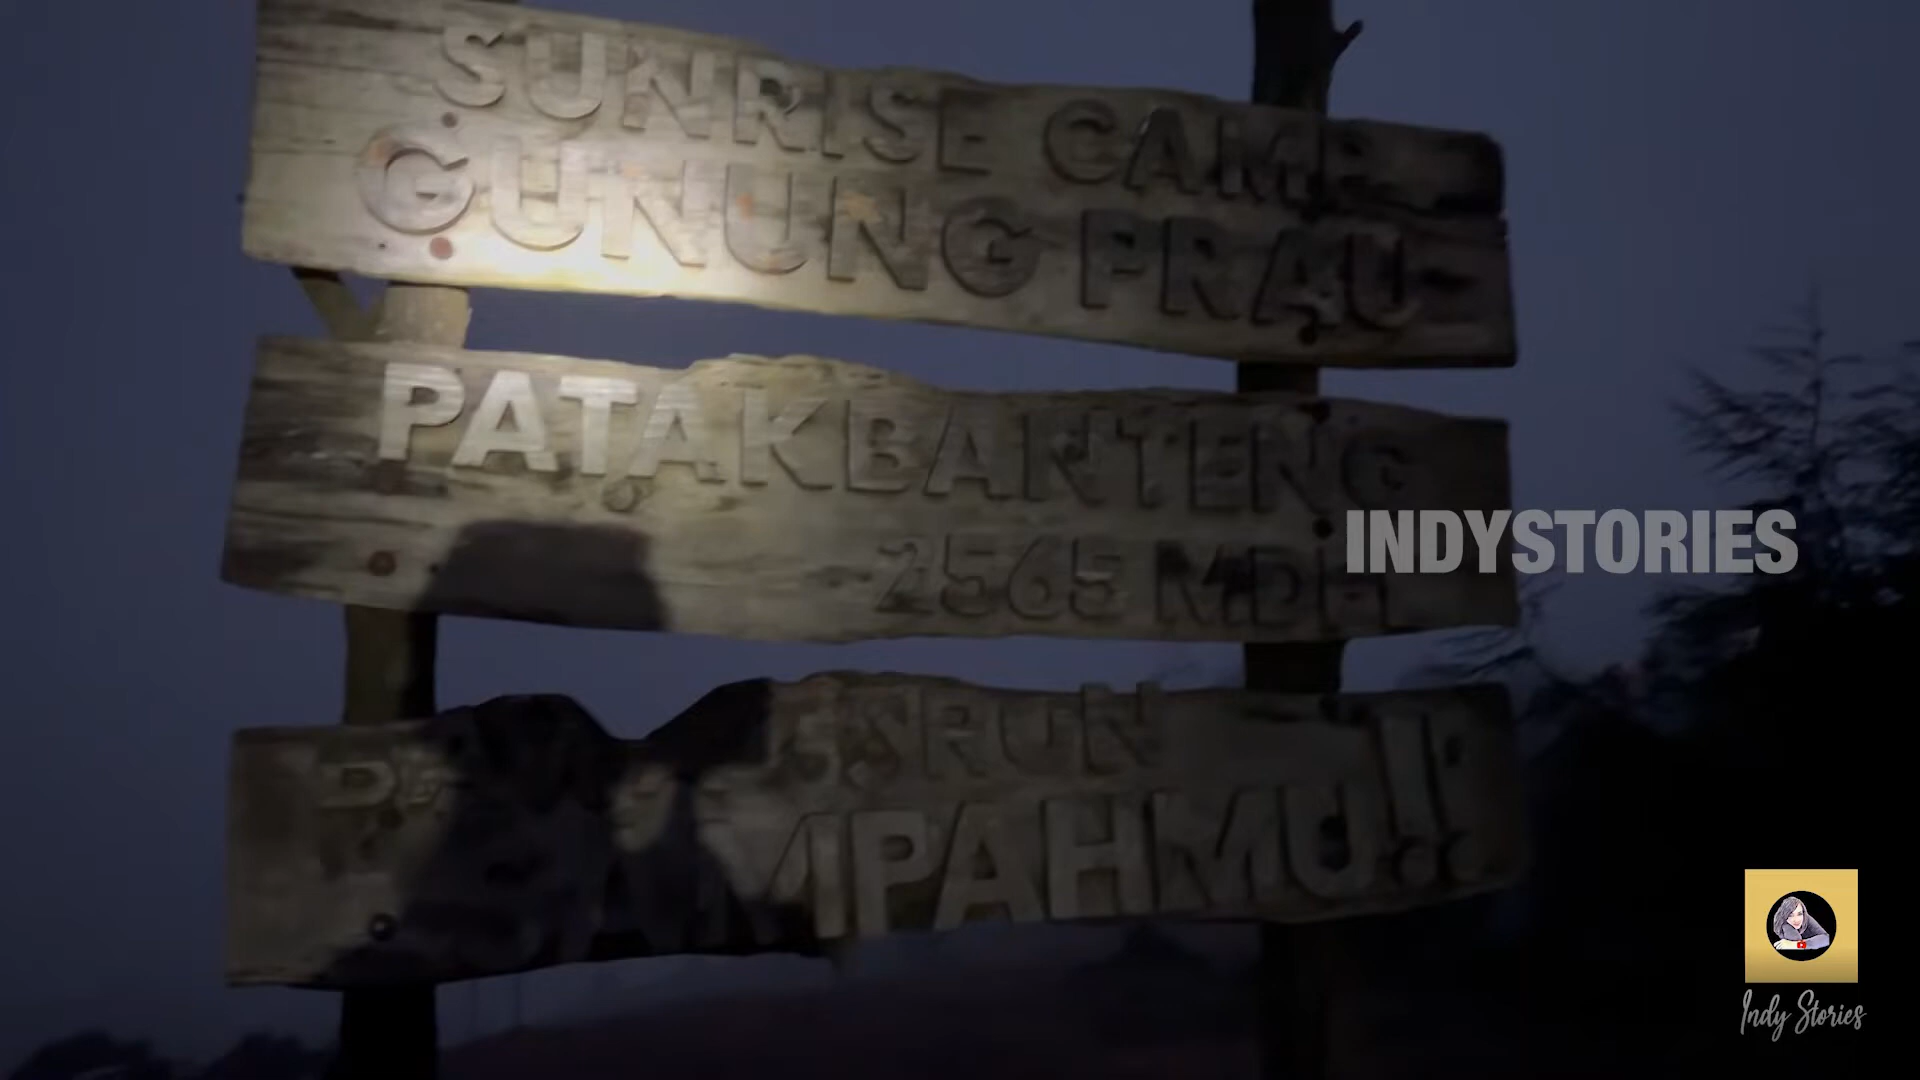 SUNRISE CAMP
GUNUNG PRAU
PATAKBANTENG
2565 MDPL
INDYSTORIES
Indy Stories